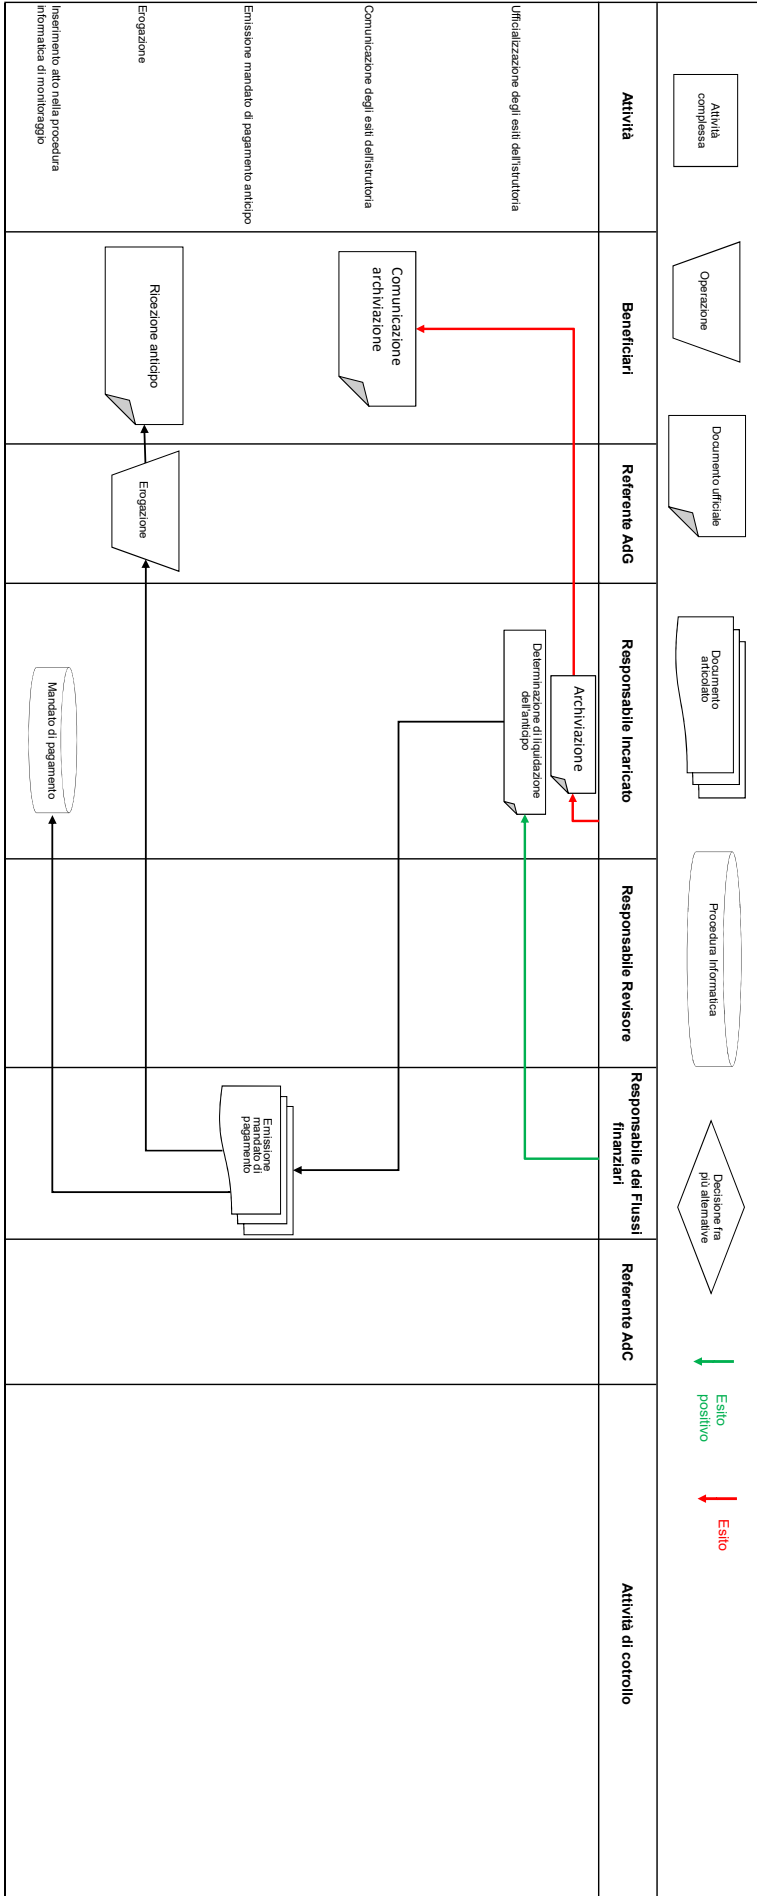 Attività
complessa
Operazione
Documento ufficiale
Documento
articolato
Procedura Informatica
Decisione fra
più alternative
Esito
positivo
Esito
Attività
Beneficiari
Referente AdG
Responsabile Incaricato
Responsabile Revisore
Responsabile dei Flussi
finanziari
Referente AdC
Attività di cotrollo
Ufficializzazione degli esiti dell'istruttoria
Archiviazione
Determinazione di liquidazione
dell'anticipo
Comunicazione degli esiti dell'istruttoria
Comunicazione
archiviazione
Emissione mandato di pagamento anticipo
Emissione
mandato di
pagamento
Erogazione
Ricezione anticipo
Erogazione
Inserimento atto nella procedura
informatica di monitoraggio
Mandato di pagamento